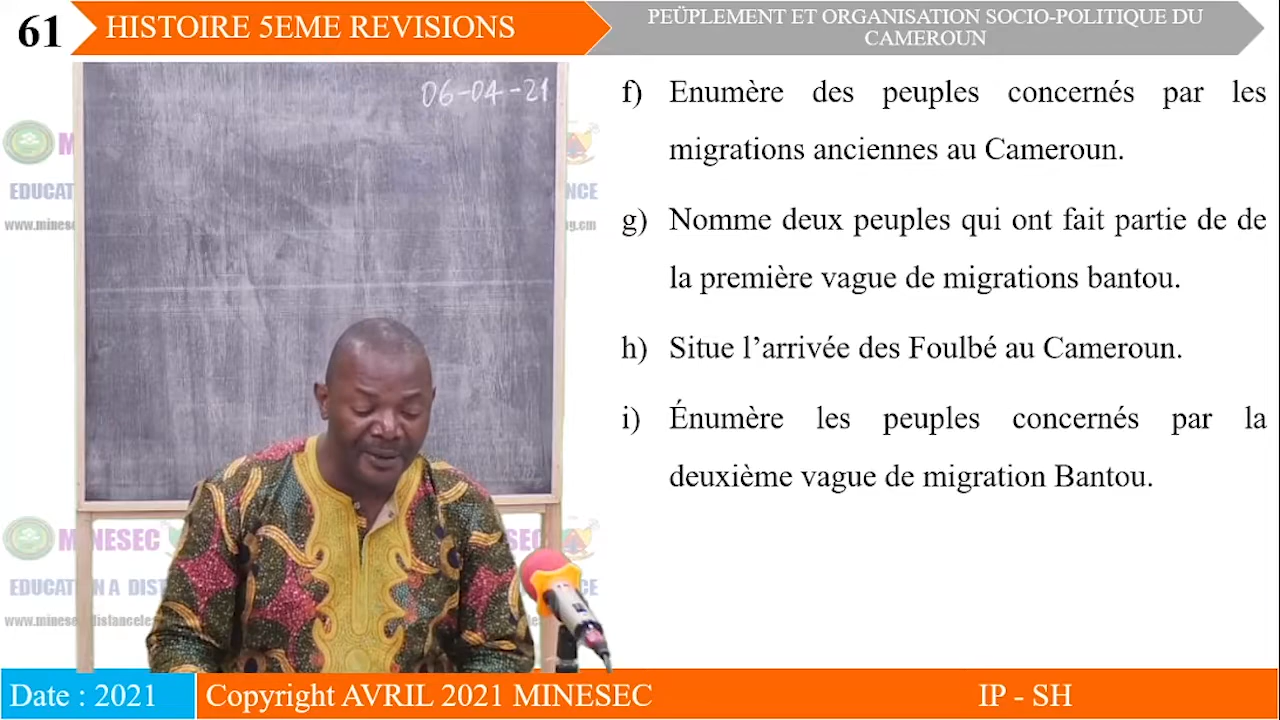 61
HISTOIRE 5EME REVISIONS
PEÜPLEMENT ET ORGANISATION SOCIO-POLITIQUE DU
CAMEROUN
06-04-21
f) Enumère des peuples concernés par les
migrations anciennes au Cameroun.
g) Nomme deux peuples qui ont fait partie de de
la première vague de migrations bantou.
h) Situe l’arrivée des Foulbé au Cameroun.
i) Énumère les peuples concernés par la
deuxième vague de migration Bantou.
MINESEC
EDUCATION A DIST
Date : 2021
Copyright AVRIL 2021 MINESEC
IP - SH